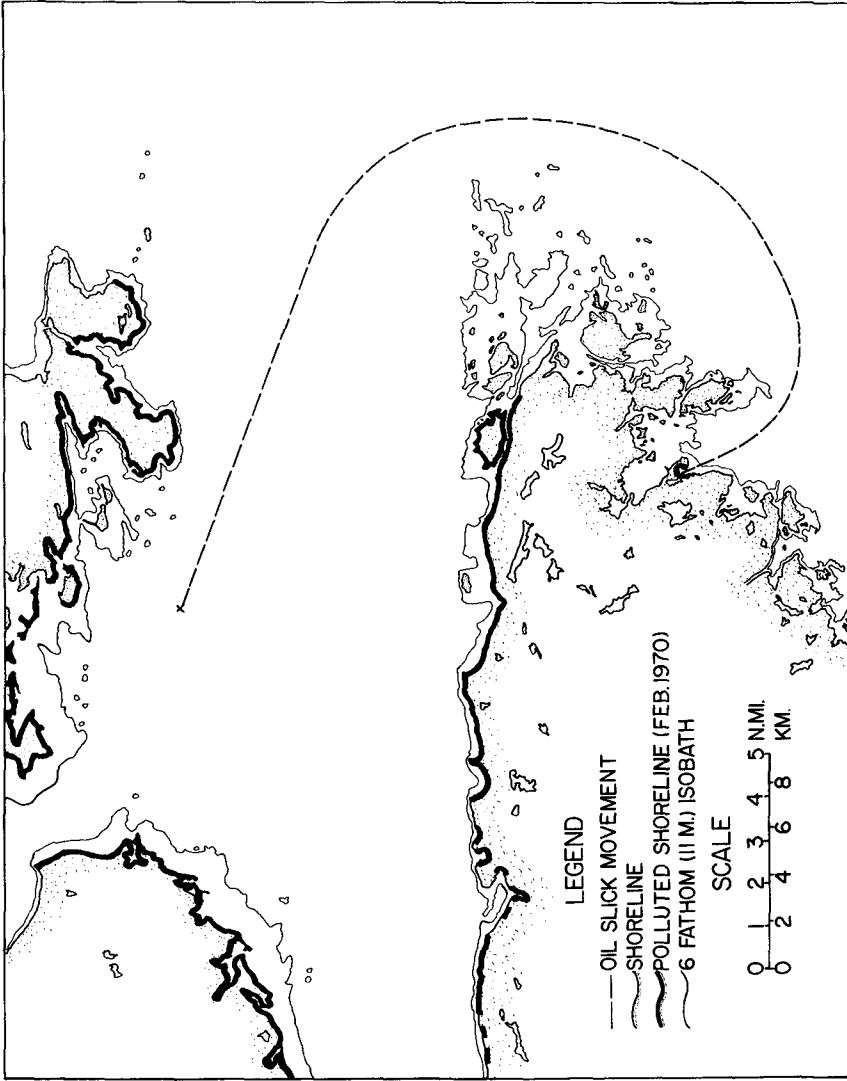 LEGEND
OIL SLICK MOVEMENT
SHORELINE
POLLUTED SHORELINE (FEB.1970)
6 FATHOM (11 M.) ISOBATH
SCALE
0 1 2 3 4 5 N.MI.
0 2 4 6 8 KM.